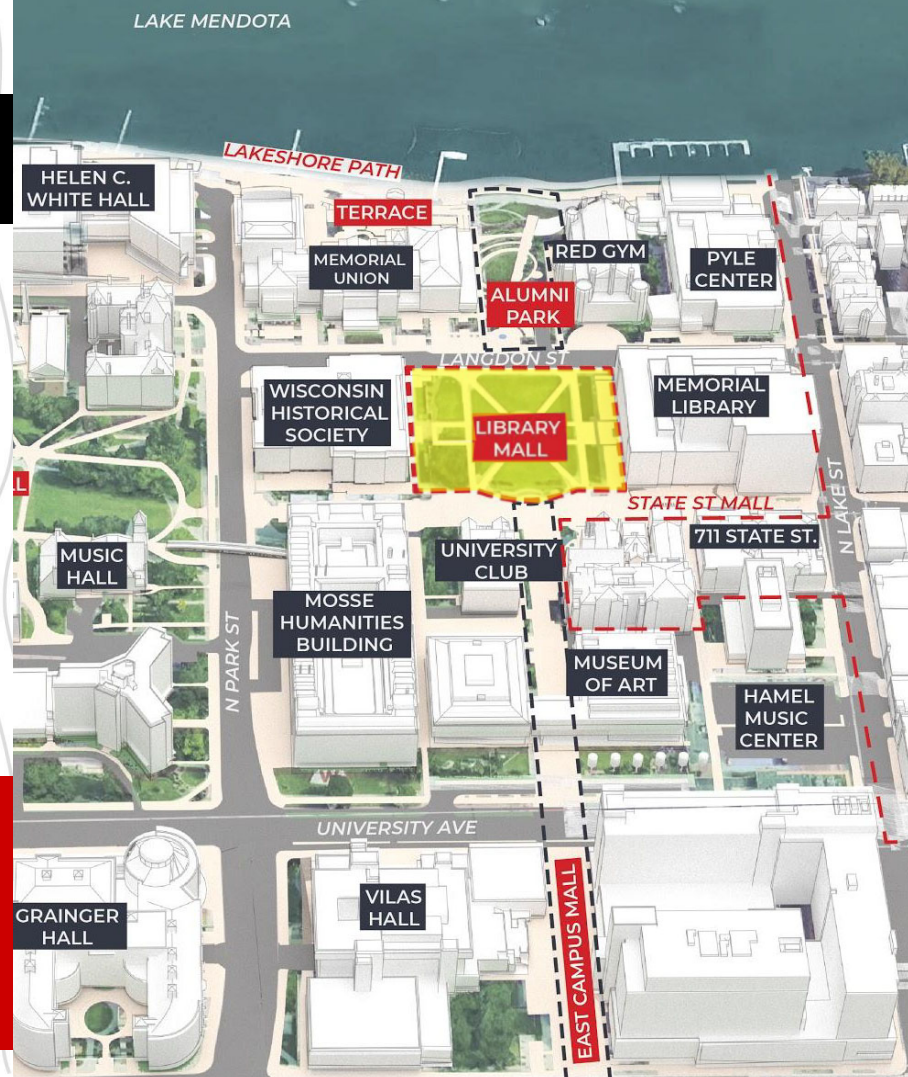 LAKE MENDOTA
LAKESHORE PATH
HELEN C.
WHITE HALL
TERRACE
MEMORIAL
UNION
RED GYM
PYLE
CENTER
ALUMNI
PARK
LANGDON ST
WISCONSIN
HISTORICAL
SOCIETY
LIBRARY
MALL
MEMORIAL
LIBRARY
L
STATE ST MALL
711 STATE ST.
N LAKE ST
MUSIC
HALL
UNIVERSITY
CLUB
MOSSE
HUMANITIES
BUILDING
N PARK ST
MUSEUM
OF ART
HAMEL
MUSIC
CENTER
UNIVERSITY AVE
VILAS
HALL
GRAINGER
HALL
EAST CAMPUS MALL